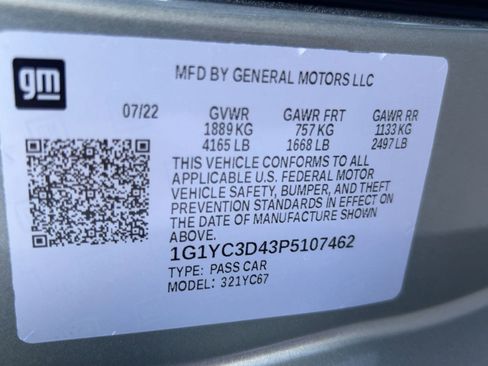 gm
MFD BY GENERAL MOTORS LLC
07/22 GVWR GAWR FRT GAWR RR
1889 KG 757 KG 1133 KG
4165 LB 1668 LB 2497 LB
THIS VEHICLE CONFORMS TO ALL
APPLICABLE U.S. FEDERAL MOTOR
VEHICLE SAFETY, BUMPER, AND THEFT
PREVENTION STANDARDS IN EFFECT
ON THE DATE OF MANUFACTURE SHOWN
ABOVE.
1G1YC3D43P5107462
TYPE: PASS CAR
MODEL: 321YC67